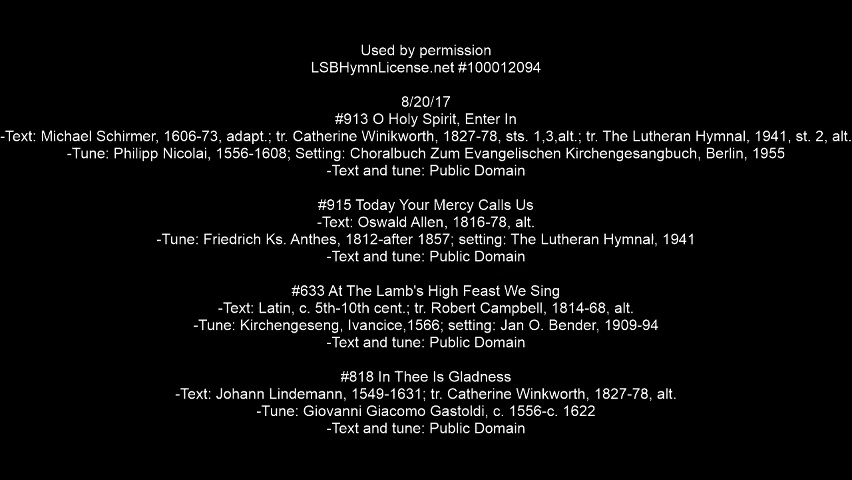 Used by permission
LSBHymnLicense.net #100012094
8/20/17
#913 O Holy Spirit, Enter In
-Text: Michael Schirmer, 1606-73, adapt.; tr. Catherine Winikworth, 1827-78, sts. 1,3,alt.; tr. The Lutheran Hymnal, 1941, st. 2, alt.
-Tune: Philipp Nicolai, 1556-1608; Setting: Choralbuch Zum Evangelischen Kirchengesangbuch, Berlin, 1955
-Text and tune: Public Domain
#915 Today Your Mercy Calls Us
-Text: Oswald Allen, 1816-78, alt.
-Tune: Friedrich Ks. Anthes, 1812-after 1857; setting: The Lutheran Hymnal, 1941
-Text and tune: Public Domain
#633 At The Lamb's High Feast We Sing
-Text: Latin, c. 5th-10th cent.; tr. Robert Campbell, 1814-68, alt.
-Tune: Kirchengeseng, Ivancice,1566; setting: Jan O. Bender, 1909-94
-Text and tune: Public Domain
#818 In Thee Is Gladness
-Text: Johann Lindemann, 1549-1631; tr. Catherine Winkworth, 1827-78, alt.
-Tune: Giovanni Giacomo Gastoldi, c. 1556-c. 1622
-Text and tune: Public Domain